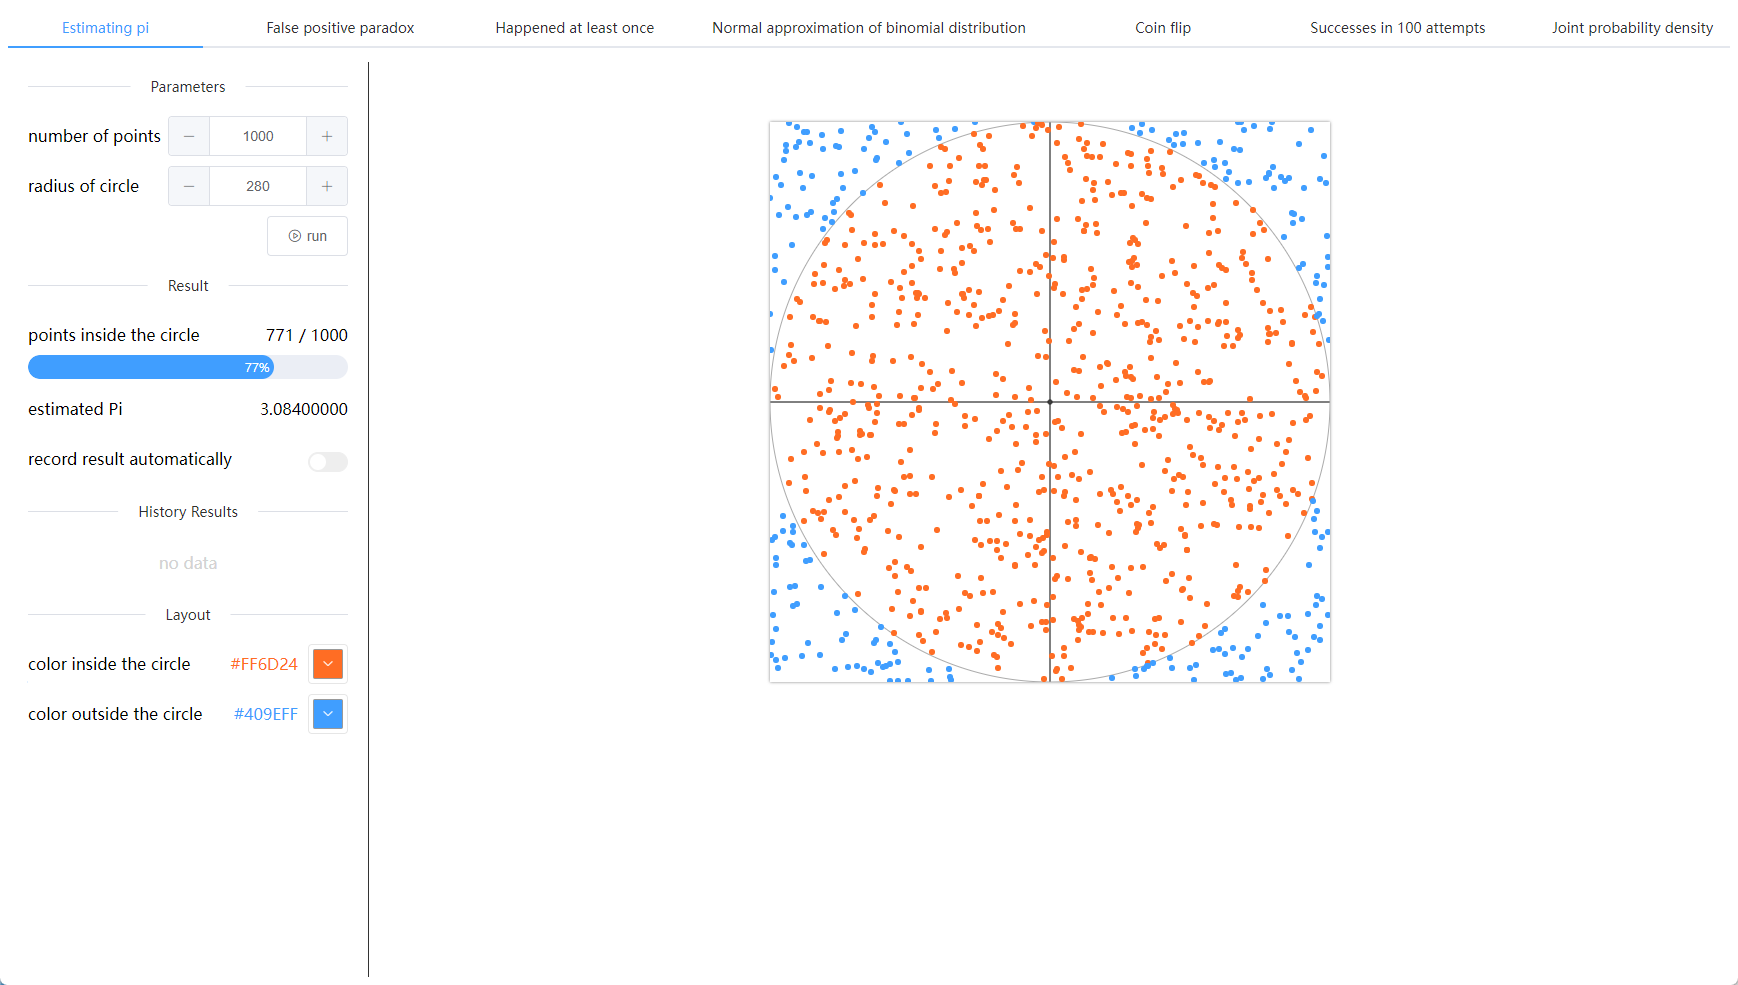 Estimating pi False positive paradox Happened at least once Normal approximation of binomial distribution Coin flip Successes in 100 attempts Joint probability density
Parameters
number of points − 1000 +
radius of circle − 280 +
run
Result
points inside the circle 771 / 1000
77%
estimated Pi 3.08400000
record result automatically
History Results
no data
Layout
color inside the circle #FF6D24
color outside the circle #409EFF